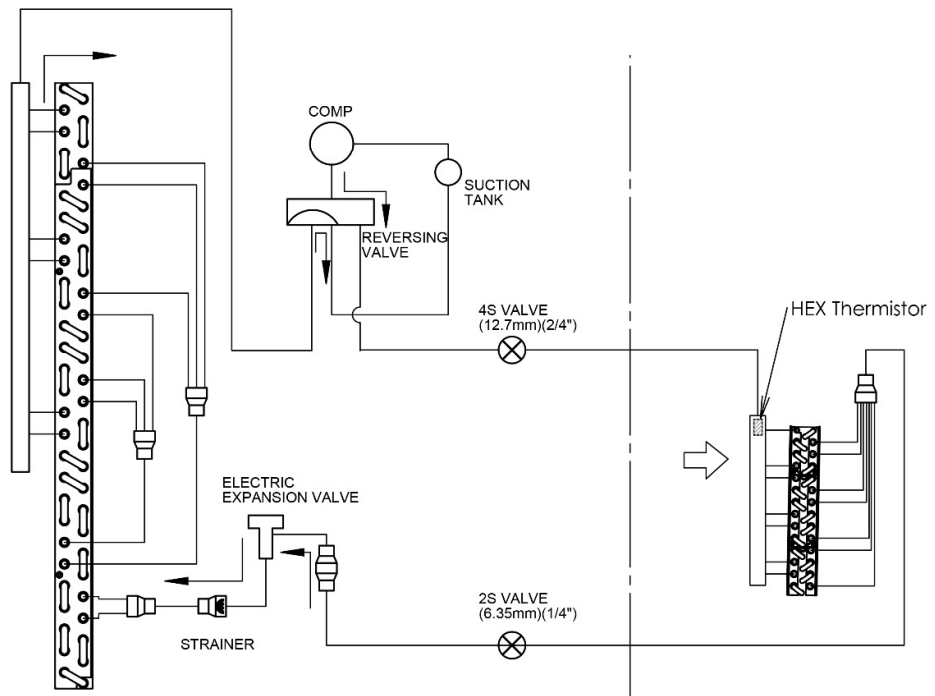 COMP
SUCTION
TANK
REVERSING
VALVE
4S VALVE
(12.7mm)(2/4")
HEX Thermistor
ELECTRIC
EXPANSION VALVE
STRAINER
2S VALVE
(6.35mm)(1/4")